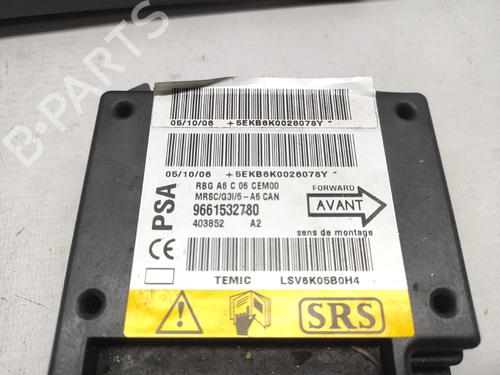 B-PARTS
05/10/06 +5EKB6K0026078Y*
05/10/06 +5EKB6K0026078Y*
PSA
RBG A6 C 06 CEM00
MRSC/G3I/5-A6 CAN
9661532780
403852 A2
FORWARD
AVANT
sens de montage
CE
TEMIC LSV6K05B0H4
SRS